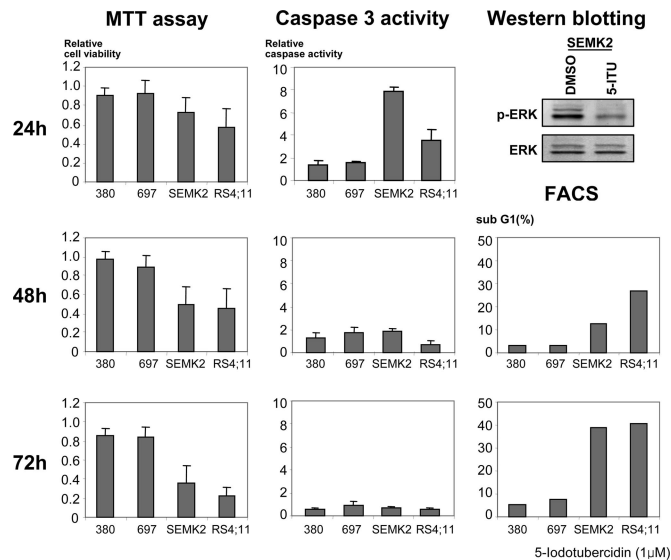 MTT assay
Caspase 3 activity
Western blotting
Relative
cell viability
Relative
caspase activity
SEMK2
DMSO
5-ITU
p-ERK
ERK
24h
1.2
1.0
0.8
0.6
0.4
0.2
0
380 697 SEMK2 RS4;11
10
8
6
4
2
0
380 697 SEMK2 RS4;11
FACS
sub G1(%)
48h
1.2
1.0
0.8
0.6
0.4
0.2
0
380 697 SEMK2 RS4;11
10
8
6
4
2
0
380 697 SEMK2 RS4;11
50
40
30
20
10
0
380 697 SEMK2 RS4;11
72h
1.2
1.0
0.8
0.6
0.4
0.2
0
380 697 SEMK2 RS4;11
10
8
6
4
2
0
380 697 SEMK2 RS4;11
50
40
30
20
10
0
380 697 SEMK2 RS4;11
5-Iodotubercidin (1μM)